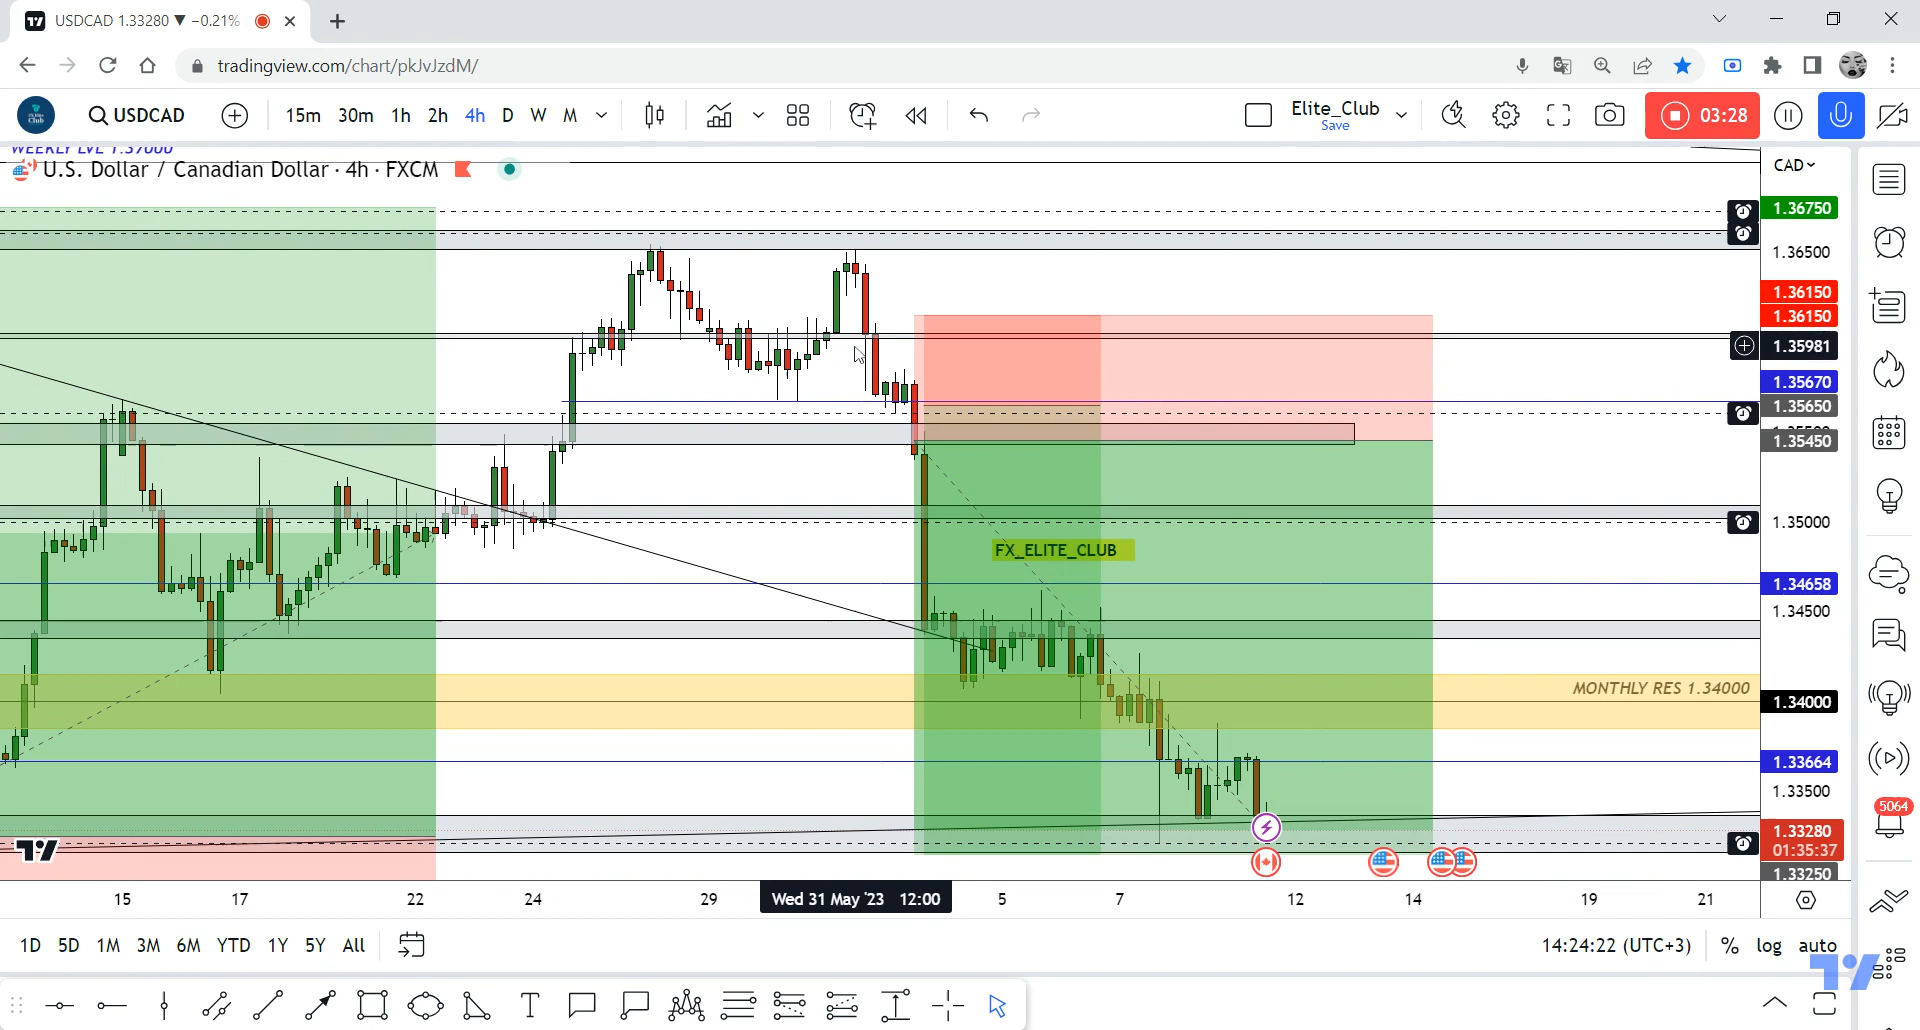 USDCAD 1.33280 ▼ −0.21%
tradingview.com/chart/pkJvJzdM/
USDCAD 15m 30m 1h 2h 4h D W M Elite_Club Save 03:28
WEEKLY LVL 1.37000
U.S. Dollar / Canadian Dollar · 4h · FXCM
CAD
1.36750
1.36500
1.36150
1.36150
1.35981
1.35670
1.35650
1.35450
1.35000
FX_ELITE_CLUB
1.34658
1.34500
MONTHLY RES 1.34000
1.34000
1.33664
1.33500
5064
1.33280
01:35:37
1.33250
15 17 22 24 29 Wed 31 May '23 12:00 5 7 12 14 19 21
1D 5D 1M 3M 6M YTD 1Y 5Y All 14:24:22 (UTC+3) % log auto